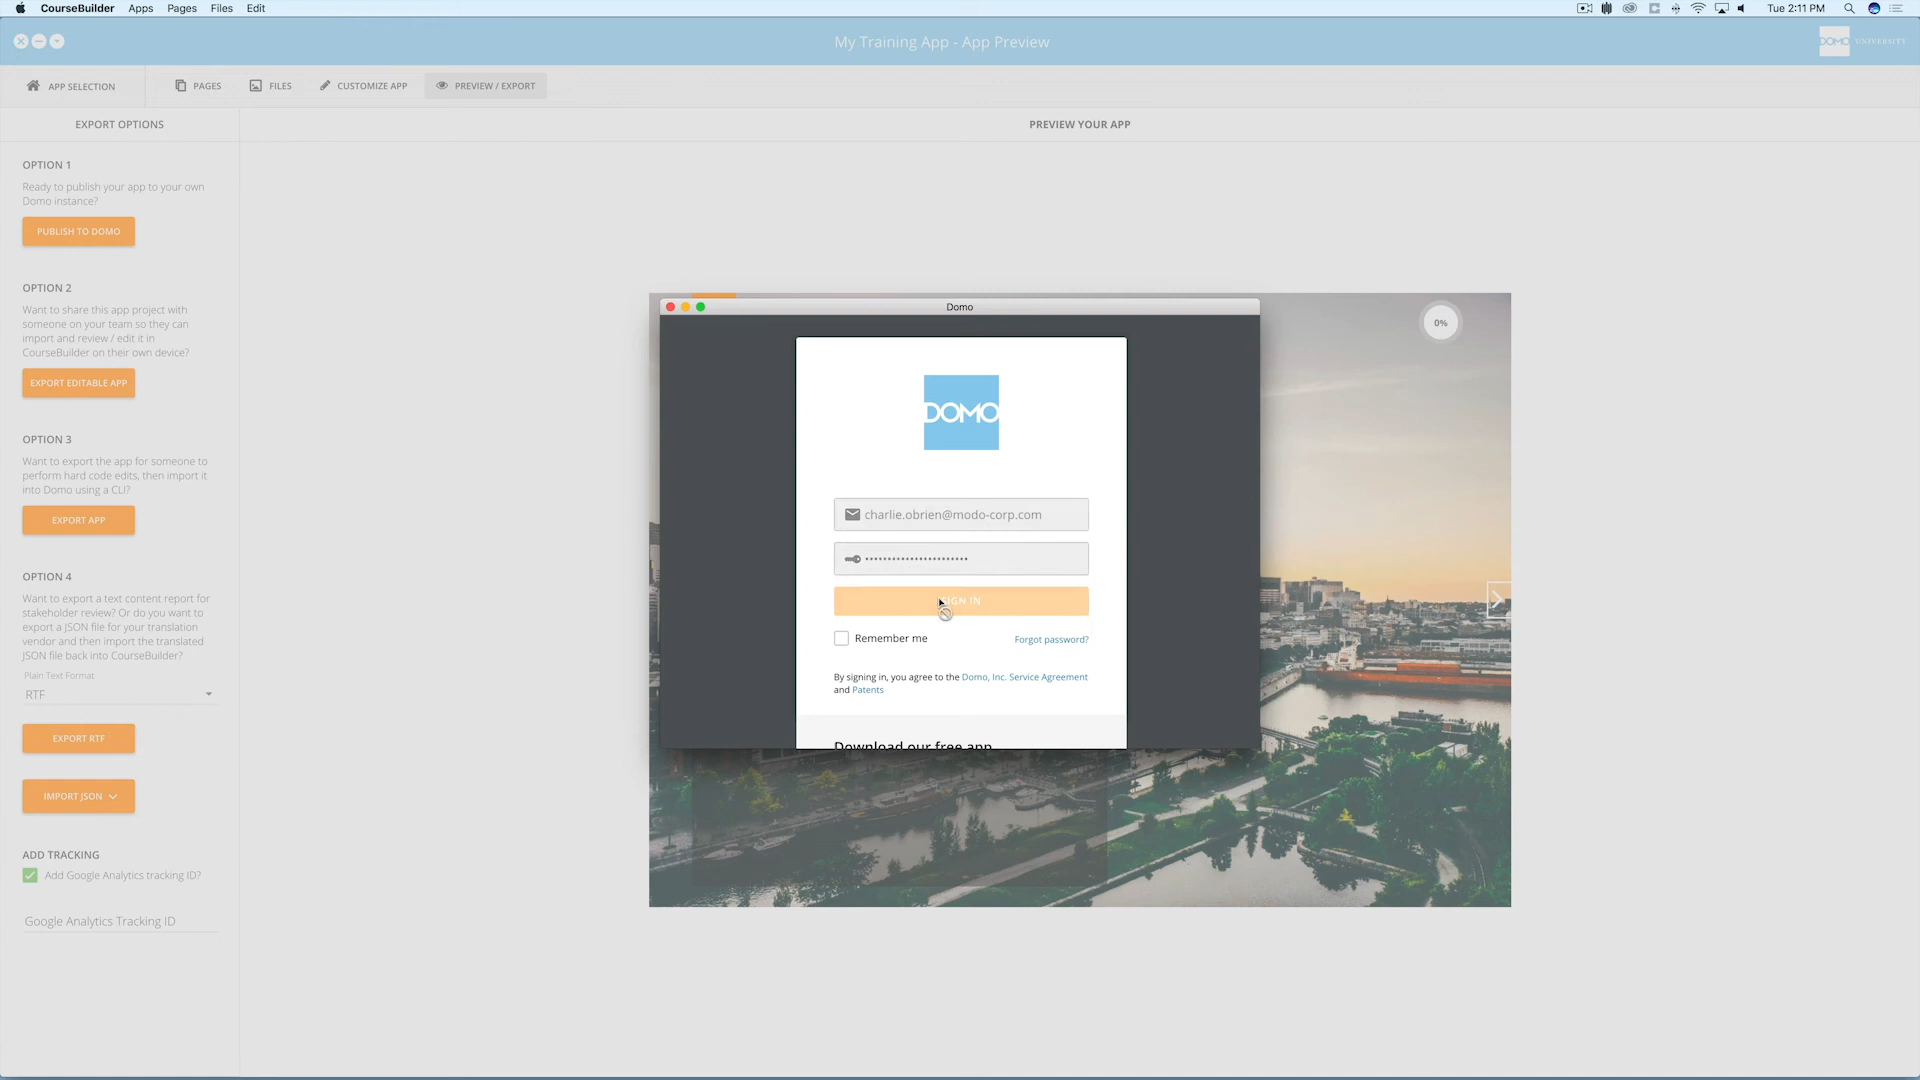 CourseBuilder Apps Pages Files Edit
Tue 2:11 PM
My Training App - App Preview
DOMO UNIVERSITY
APP SELECTION
PAGES
FILES
CUSTOMIZE APP
PREVIEW / EXPORT
EXPORT OPTIONS
PREVIEW YOUR APP
OPTION 1
Ready to publish your app to your own
Domo instance?
PUBLISH TO DOMO
OPTION 2
Want to share this app project with
someone on your team so they can
import and review / edit it in
CourseBuilder on their own device?
EXPORT EDITABLE APP
OPTION 3
Want to export the app for someone to
perform hard code edits, then import it
into Domo using a CLI?
EXPORT APP
OPTION 4
Want to export a text content report for
stakeholder review? Or do you want to
export a JSON file for your translation
vendor and then import the translated
JSON file back into CourseBuilder?
Plain Text Format
RTF
EXPORT RTF
IMPORT JSON
ADD TRACKING
Add Google Analytics tracking ID?
Google Analytics Tracking ID
Domo
0%
DOMO
charlie.obrien@modo-corp.com
SIGN IN
Remember me
Forgot password?
By signing in, you agree to the Domo, Inc. Service Agreement
and Patents
Download our free app